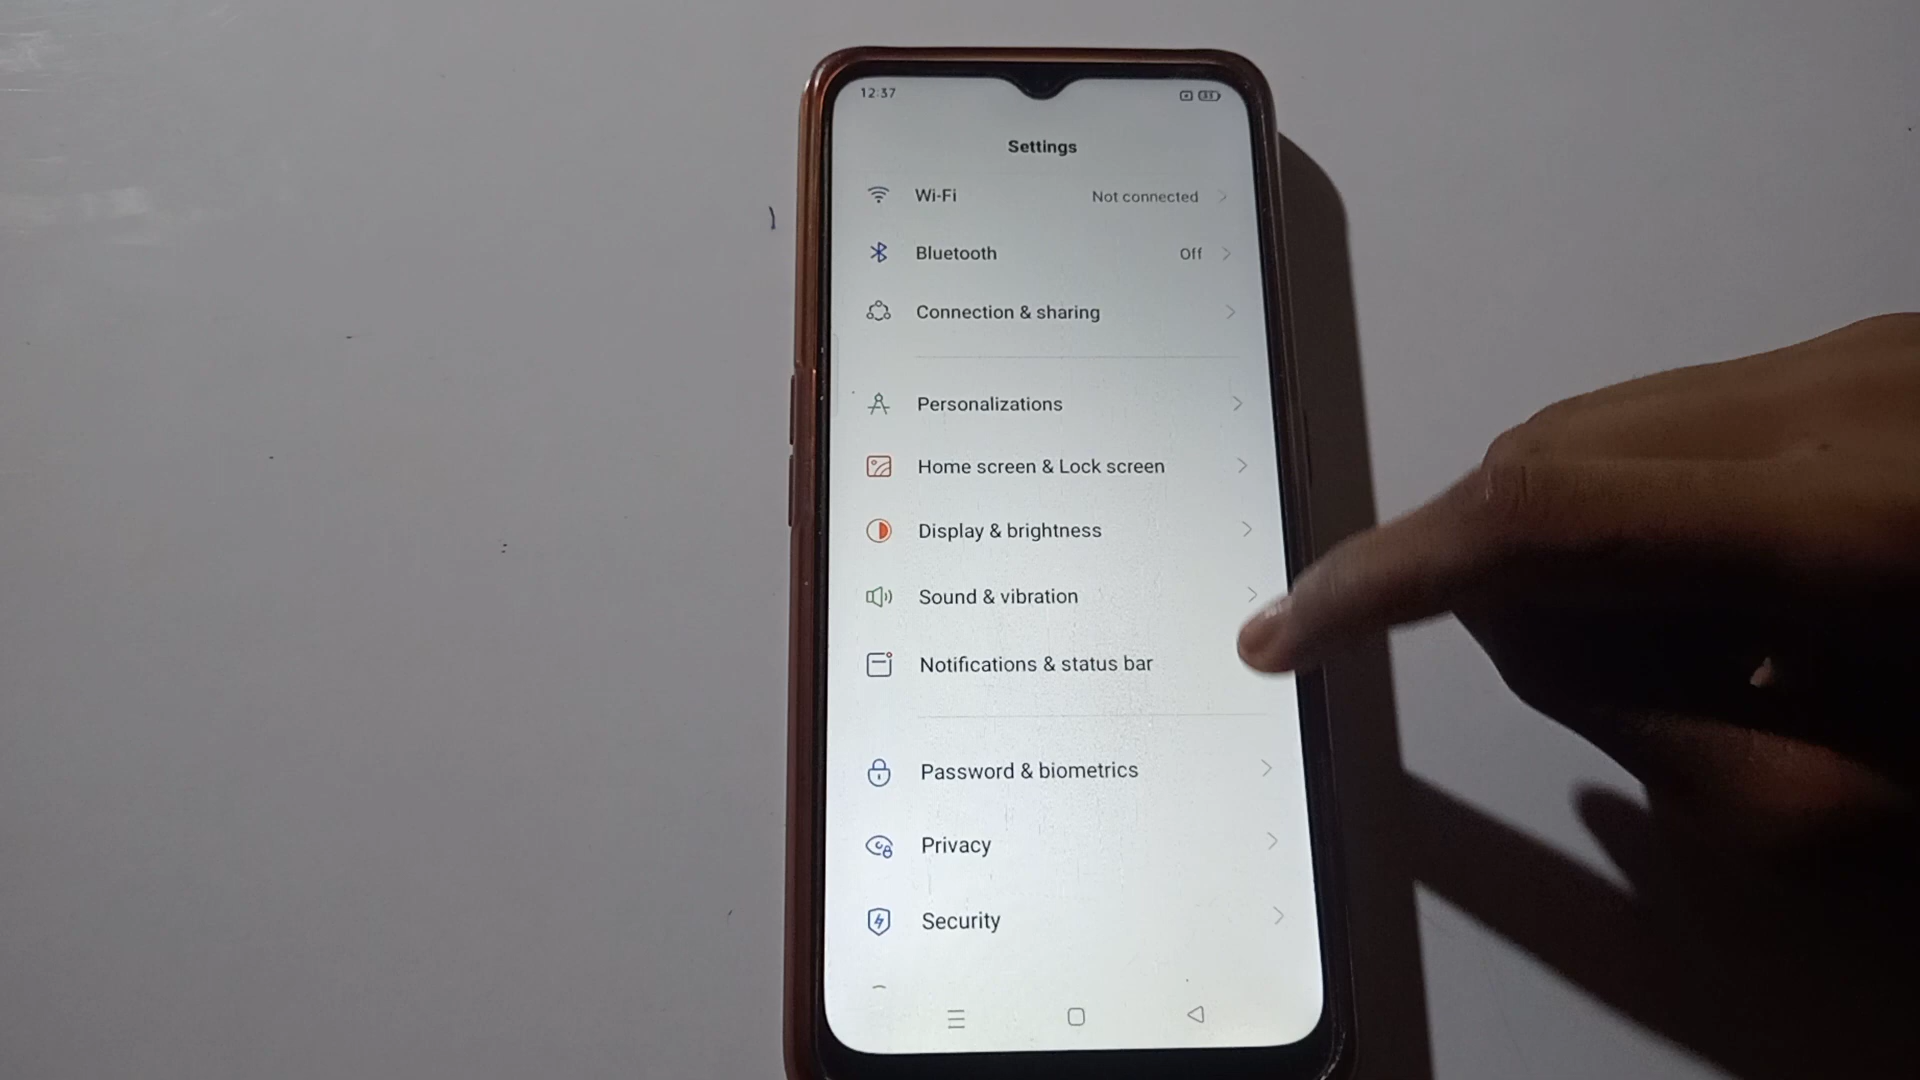 12:37
Settings
Wi-Fi Not connected
Bluetooth Off
Connection & sharing
Personalizations
Home screen & Lock screen
Display & brightness
Sound & vibration
Notifications & status bar
Password & biometrics
Privacy
Security